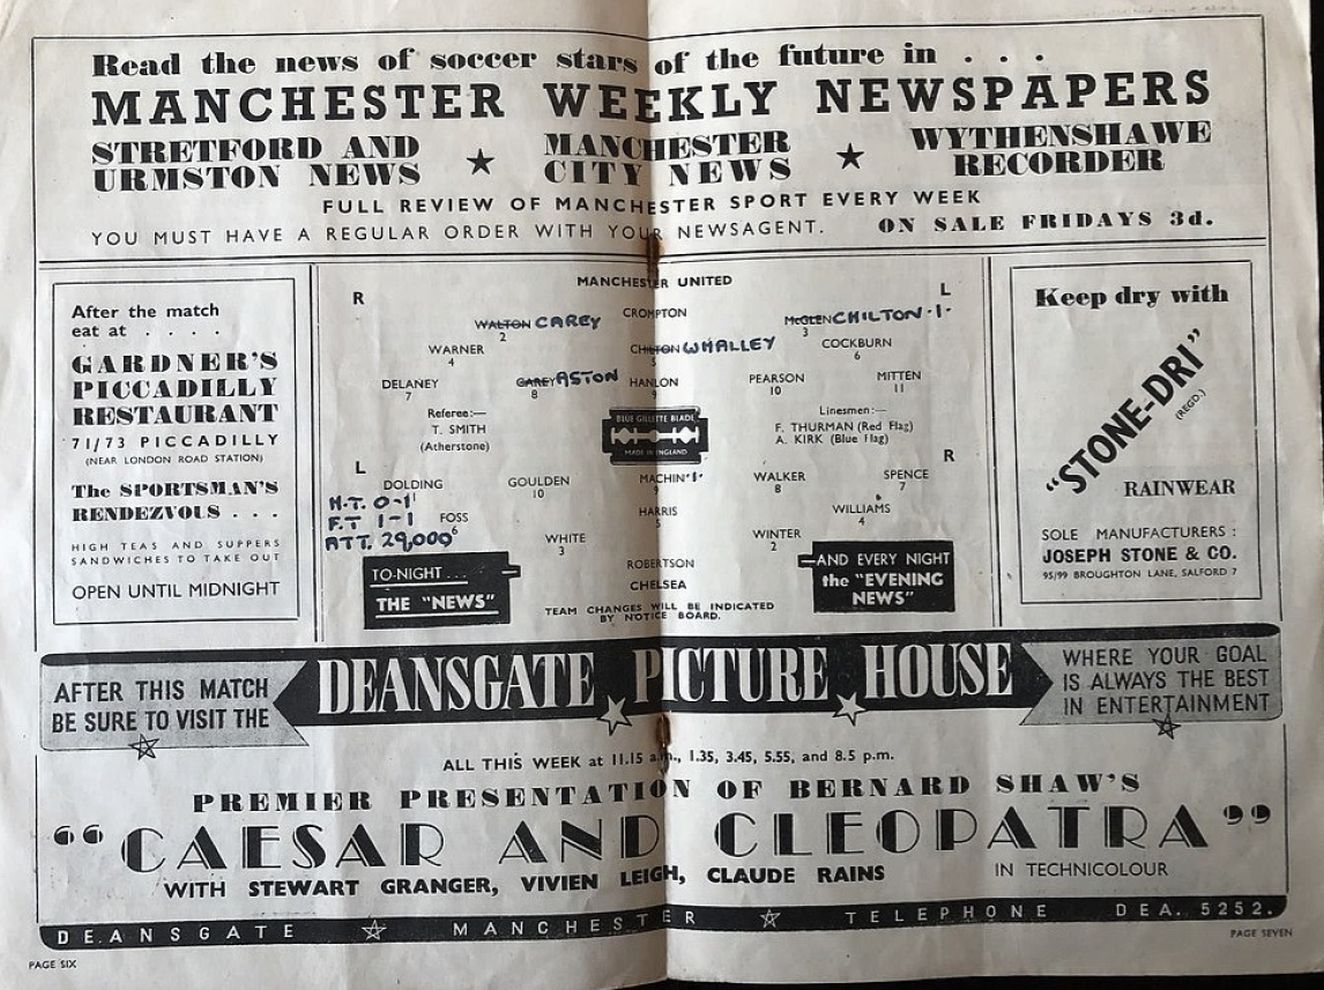 Read the news of soccer stars of the future in . . .
MANCHESTER WEEKLY NEWSPAPERS
STRETFORD AND URMSTON NEWS ★ MANCHESTER CITY NEWS ★ WYTHENSHAWE RECORDER
FULL REVIEW OF MANCHESTER SPORT EVERY WEEK
YOU MUST HAVE A REGULAR ORDER WITH YOUR NEWSAGENT. ON SALE FRIDAYS 3d.
After the match
eat at . . . .
GARDNER'S
PICCADILLY
RESTAURANT
71/73 PICCADILLY
(NEAR LONDON ROAD STATION)
The SPORTSMAN'S
RENDEZVOUS . . .
HIGH TEAS AND SUPPERS
SANDWICHES TO TAKE OUT
OPEN UNTIL MIDNIGHT
MANCHESTER UNITED
R L
CROMPTON
WALTON CAREY McGLEN CHILTON -1-
2 3
WARNER CHILTON WHALLEY COCKBURN
4 5 6
DELANEY CAREY ASTON HANLON PEARSON MITTEN
7 8 9 10 11
Referee:— Linesmen:—
T. SMITH F. THURMAN (Red Flag)
(Atherstone) A. KIRK (Blue Flag)
BLUE GILLETTE BLADE
MADE IN ENGLAND
L R
DOLDING GOULDEN MACHIN '1' WALKER SPENCE
11 10 9 8 7
H.T. 0-1
F.T 1-1
ATT. 29,000
FOSS HARRIS WILLIAMS
6 5 4
WHITE WINTER
3 2
ROBERTSON
CHELSEA
TO-NIGHT ...
THE "NEWS"
—AND EVERY NIGHT
the "EVENING
NEWS"
TEAM CHANGES WILL BE INDICATED
BY NOTICE BOARD.
Keep dry with
"STONE-DRI"
(REGD.)
RAINWEAR
SOLE MANUFACTURERS :
JOSEPH STONE & CO.
95/99 BROUGHTON LANE, SALFORD 7
AFTER THIS MATCH
BE SURE TO VISIT THE
DEANSGATE PICTURE HOUSE
WHERE YOUR GOAL
IS ALWAYS THE BEST
IN ENTERTAINMENT
ALL THIS WEEK at 11.15 a.m., 1.35, 3.45, 5.55, and 8.5 p.m.
PREMIER PRESENTATION OF BERNARD SHAW'S
"CAESAR AND CLEOPATRA"
WITH STEWART GRANGER, VIVIEN LEIGH, CLAUDE RAINS IN TECHNICOLOUR
DEANSGATE ☆ MANCHESTER ☆ TELEPHONE DEA. 5252.
PAGE SIX
PAGE SEVEN